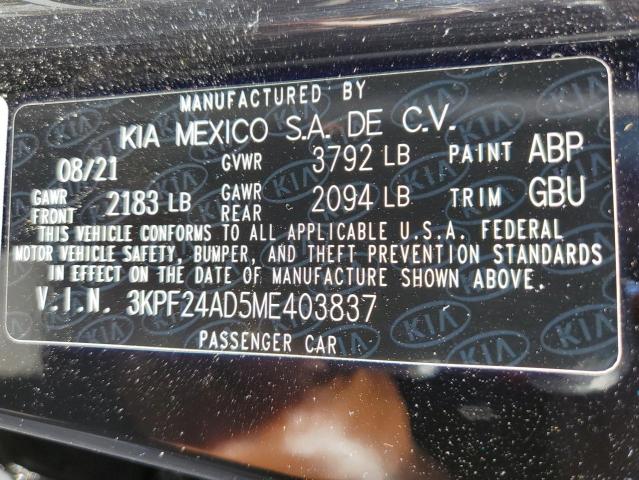 MANUFACTURED BY
KIA MEXICO S.A. DE C.V.
08/21 GVWR 3792 LB PAINT ABP
GAWR FRONT 2183 LB GAWR REAR 2094 LB TRIM GBU
THIS VEHICLE CONFORMS TO ALL APPLICABLE U.S.A. FEDERAL
MOTOR VEHICLE SAFETY, BUMPER, AND THEFT PREVENTION STANDARDS
IN EFFECT ON THE DATE OF MANUFACTURE SHOWN ABOVE.
V.I.N. 3KPF24AD5ME403837
PASSENGER CAR